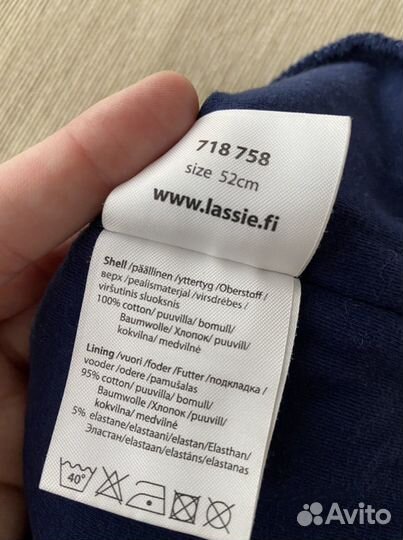 718 758
size 52cm
www.lassie.fi
Shell/päällinen/yttertyg/Oberstoff/
верх/pealismaterjal/virsdrēbes/
viršutinis sluoksnis
100% cotton/puuvilla/bomull/
Baumwolle/Хлопок/puuvill/
kokvilna/medvilnė
Lining/vuori/foder/Futter/подкладка/
vooder/odere/pamušalas
95% cotton/puuvilla/bomull/
Baumwolle/Хлопок/puuvill/
kokvilna/medvilnė
5% elastane/elastaani/elastan/Elasthan/
Эластан/elastaan/elastāns/elastanas
40°
Avito